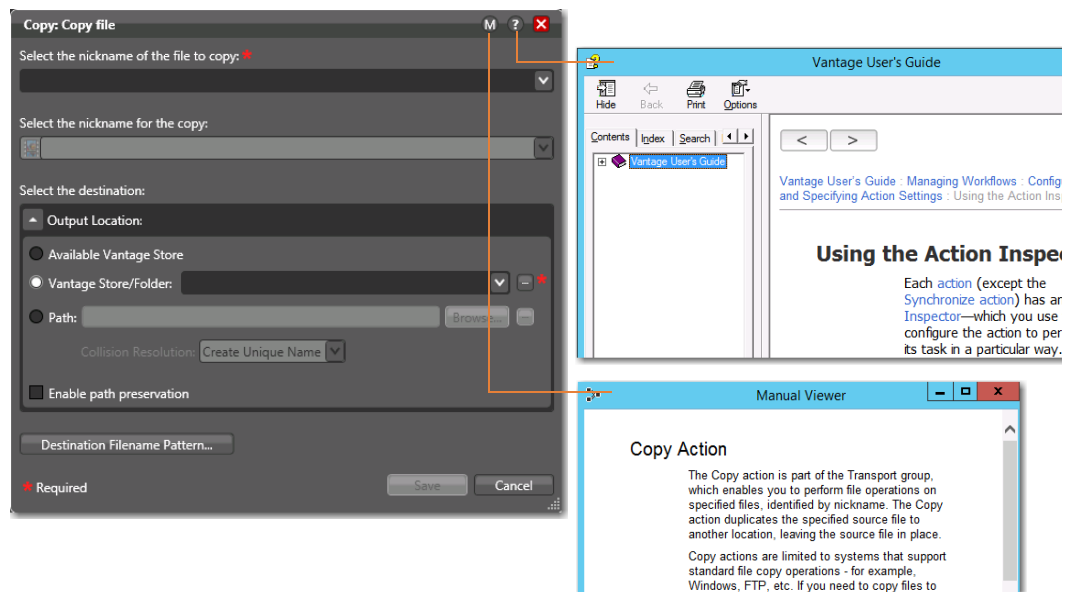 Copy: Copy file
M ? X
Select the nickname of the file to copy: *
Select the nickname for the copy:
Select the destination:
Output Location:
Available Vantage Store
Vantage Store/Folder: *
Path: Browse...
Collision Resolution: Create Unique Name
Enable path preservation
Destination Filename Pattern...
* Required
Save Cancel
Vantage User's Guide
Hide Back Print Options
Contents Index Search
Vantage User's Guide
< >
Vantage User's Guide : Managing Workflows : Config
and Specifying Action Settings : Using the Action Ins
Using the Action Inspe
Each action (except the
Synchronize action) has an
Inspector—which you use
configure the action to per
its task in a particular way.
Manual Viewer
Copy Action
The Copy action is part of the Transport group,
which enables you to perform file operations on
specified files, identified by nickname. The Copy
action duplicates the specified source file to
another location, leaving the source file in place.
Copy actions are limited to systems that support
standard file copy operations - for example,
Windows, FTP, etc. If you need to copy files to